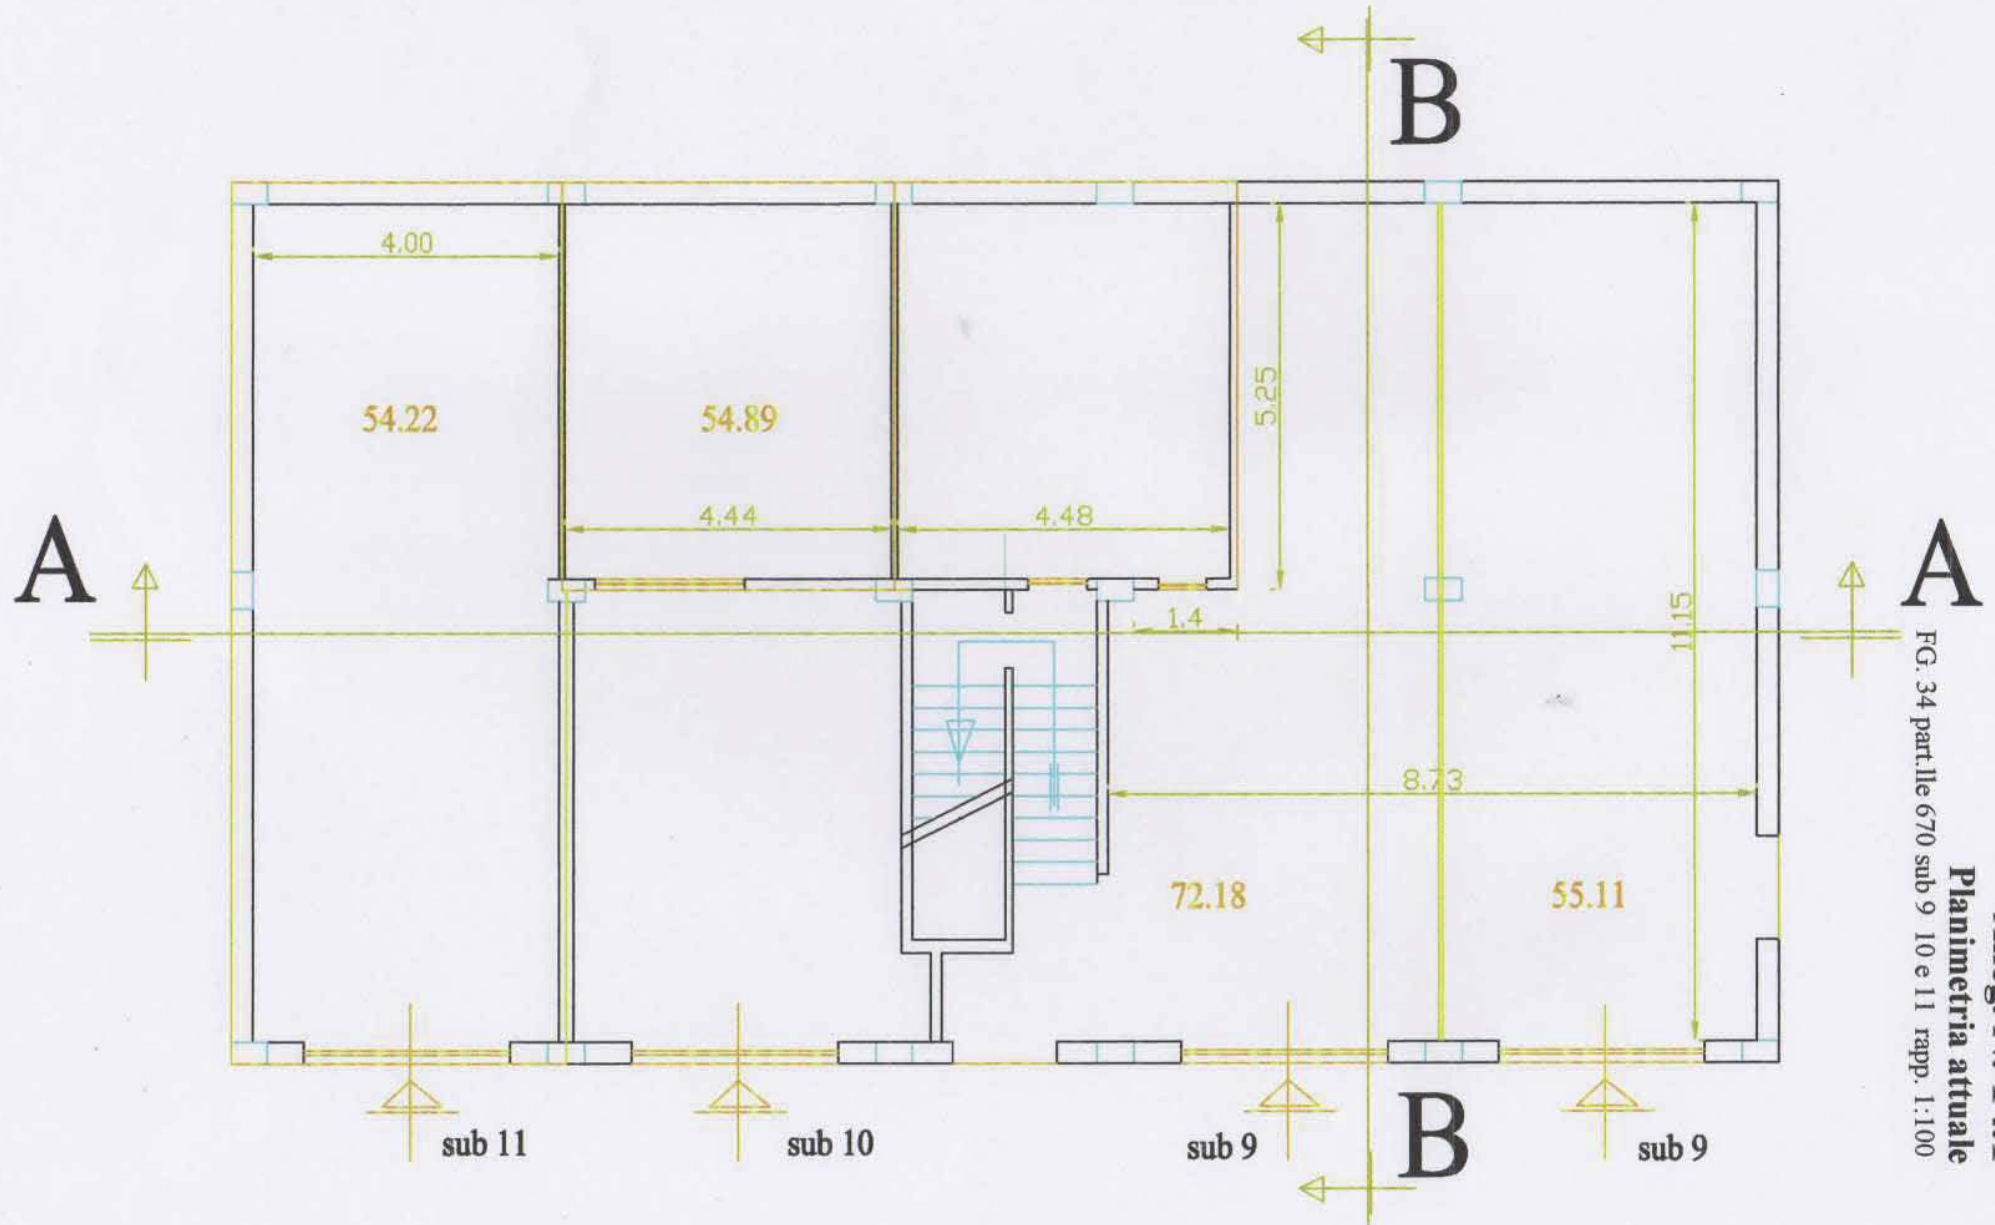 B
4.00
5.25
54.22
54.89
4.44
4.48
A
A
1.4
11.15
8.73
72.18
55.11
Planimetria attuale
FG. 34 part.lle 670 sub 9 10 e 11 rapp. 1:100
sub 11
sub 10
sub 9
B
sub 9